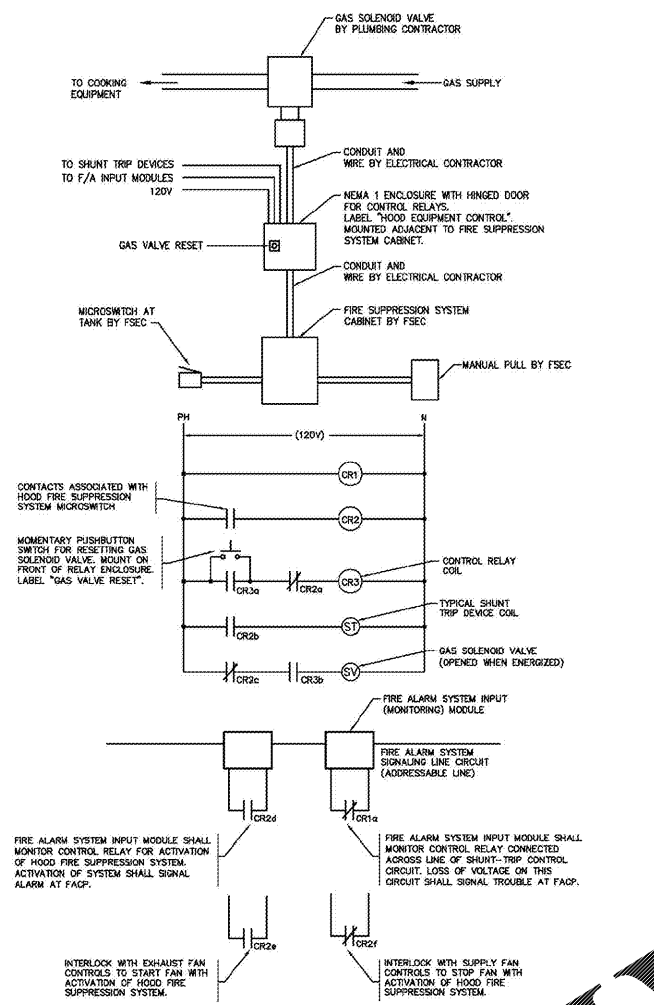 GAS SOLENOID VALVE
BY PLUMBING CONTRACTOR
TO COOKING
EQUIPMENT
GAS SUPPLY
CONDUIT AND
WIRE BY ELECTRICAL CONTRACTOR
TO SHUNT TRIP DEVICES
TO F/A INPUT MODULES
120V
NEMA 1 ENCLOSURE WITH HINGED DOOR
FOR CONTROL RELAYS.
LABEL "HOOD EQUIPMENT CONTROL".
MOUNTED ADJACENT TO FIRE SUPPRESSION
SYSTEM CABINET.
GAS VALVE RESET
CONDUIT AND
WIRE BY ELECTRICAL CONTRACTOR
MICROSWITCH AT
TANK BY FSEC
FIRE SUPPRESSION SYSTEM
CABINET BY FSEC
MANUAL PULL BY FSEC
PH
N
(120V)
CR1
CONTACTS ASSOCIATED WITH
HOOD FIRE SUPPRESSION
SYSTEM MICROSWITCH
CR2
MOMENTARY PUSHBUTTON
SWITCH FOR RESETTING GAS
SOLENOID VALVE. MOUNT ON
FRONT OF RELAY ENCLOSURE.
LABEL "GAS VALVE RESET".
CR3a
CR2a
CR3
CONTROL RELAY
COIL
CR2b
ST
TYPICAL SHUNT
TRIP DEVICE COIL
CR2c
CR3b
SV
GAS SOLENOID VALVE
(OPENED WHEN ENERGIZED)
FIRE ALARM SYSTEM INPUT
(MONITORING) MODULE
FIRE ALARM SYSTEM
SIGNALING LINE CIRCUIT
(ADDRESSABLE LINE)
CR2d
CR1a
FIRE ALARM SYSTEM INPUT MODULE SHALL
MONITOR CONTROL RELAY FOR ACTIVATION
OF HOOD FIRE SUPPRESSION SYSTEM.
ACTIVATION OF SYSTEM SHALL SIGNAL
ALARM AT FACP.
FIRE ALARM SYSTEM INPUT MODULE SHALL
MONITOR CONTROL RELAY CONNECTED
ACROSS LINE OF SHUNT-TRIP CONTROL
CIRCUIT. LOSS OF VOLTAGE ON THIS
CIRCUIT SHALL SIGNAL TROUBLE AT FACP.
CR2e
CR2f
INTERLOCK WITH EXHAUST FAN
CONTROLS TO START FAN WITH
ACTIVATION OF HOOD FIRE
SUPPRESSION SYSTEM.
INTERLOCK WITH SUPPLY FAN
CONTROLS TO STOP FAN WITH
ACTIVATION OF HOOD FIRE
SUPPRESSION SYSTEM.